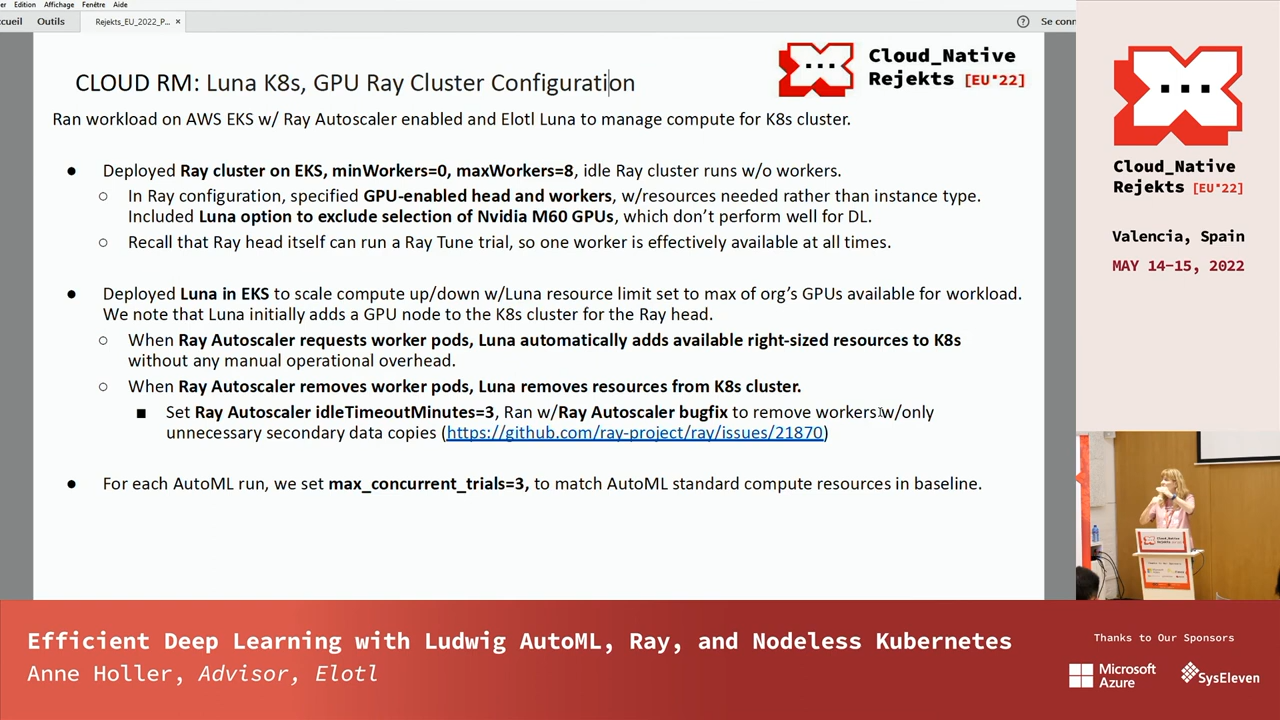 Edition Affichage Fenêtre Aide
Outils Rejekts_EU_2022_P... ×
Se conn
CLOUD RM: Luna K8s, GPU Ray Cluster Configuration
Cloud_Native
Rejekts [EU'22]
Ran workload on AWS EKS w/ Ray Autoscaler enabled and Elotl Luna to manage compute for K8s cluster.
● Deployed Ray cluster on EKS, minWorkers=0, maxWorkers=8, idle Ray cluster runs w/o workers.
○ In Ray configuration, specified GPU-enabled head and workers, w/resources needed rather than instance type.
Included Luna option to exclude selection of Nvidia M60 GPUs, which don't perform well for DL.
○ Recall that Ray head itself can run a Ray Tune trial, so one worker is effectively available at all times.
● Deployed Luna in EKS to scale compute up/down w/Luna resource limit set to max of org's GPUs available for workload.
We note that Luna initially adds a GPU node to the K8s cluster for the Ray head.
○ When Ray Autoscaler requests worker pods, Luna automatically adds available right-sized resources to K8s
without any manual operational overhead.
○ When Ray Autoscaler removes worker pods, Luna removes resources from K8s cluster.
■ Set Ray Autoscaler idleTimeoutMinutes=3, Ran w/Ray Autoscaler bugfix to remove workers w/only
unnecessary secondary data copies (https://github.com/ray-project/ray/issues/21870)
● For each AutoML run, we set max_concurrent_trials=3, to match AutoML standard compute resources in baseline.
Cloud_Native
Rejekts [EU'22]
Valencia, Spain
MAY 14-15, 2022
Cloud_Native
Efficient Deep Learning with Ludwig AutoML, Ray, and Nodeless Kubernetes
Anne Holler, Advisor, Elotl
Thanks to Our Sponsors
Microsoft
Azure
SysEleven